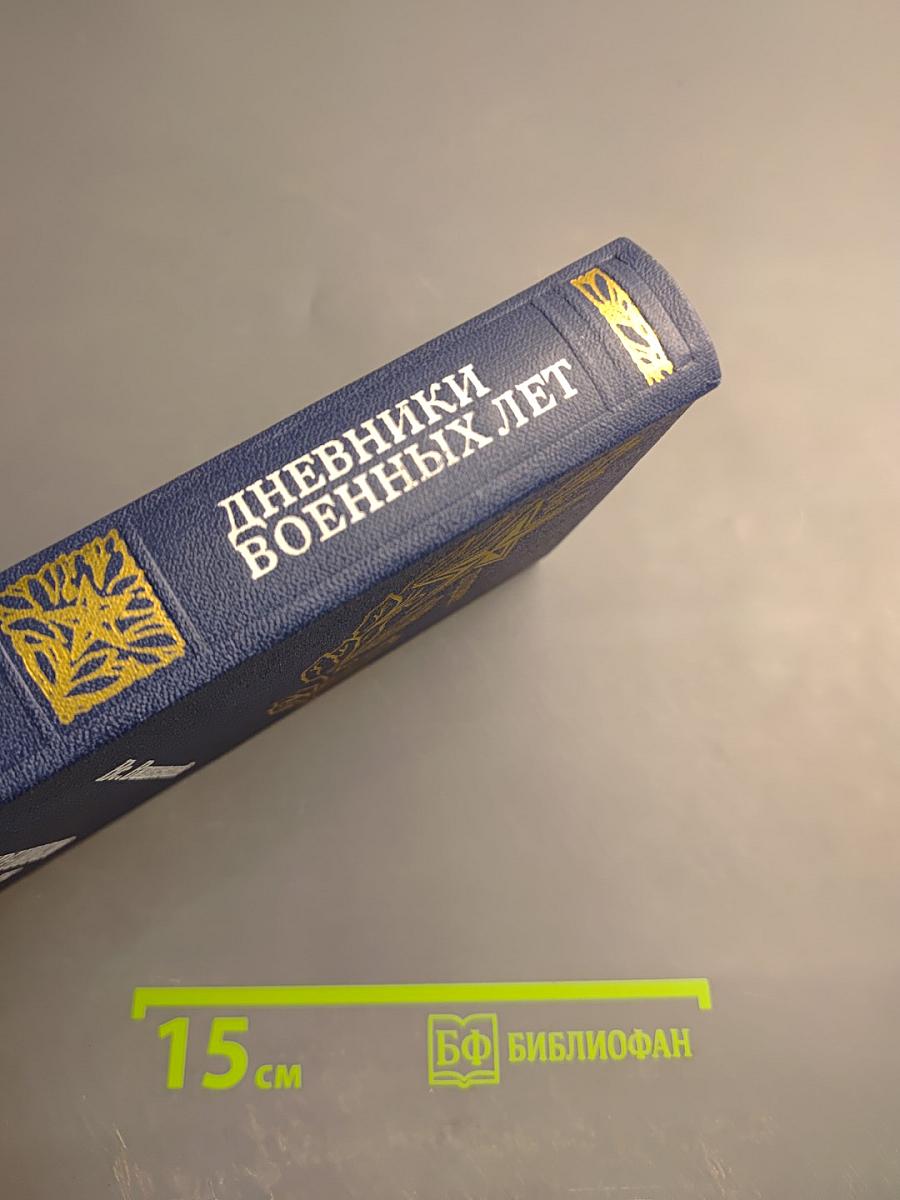 ДНЕВНИКИ
ВОЕННЫХ ЛЕТ
15 см
БФ БИБЛИОФАН